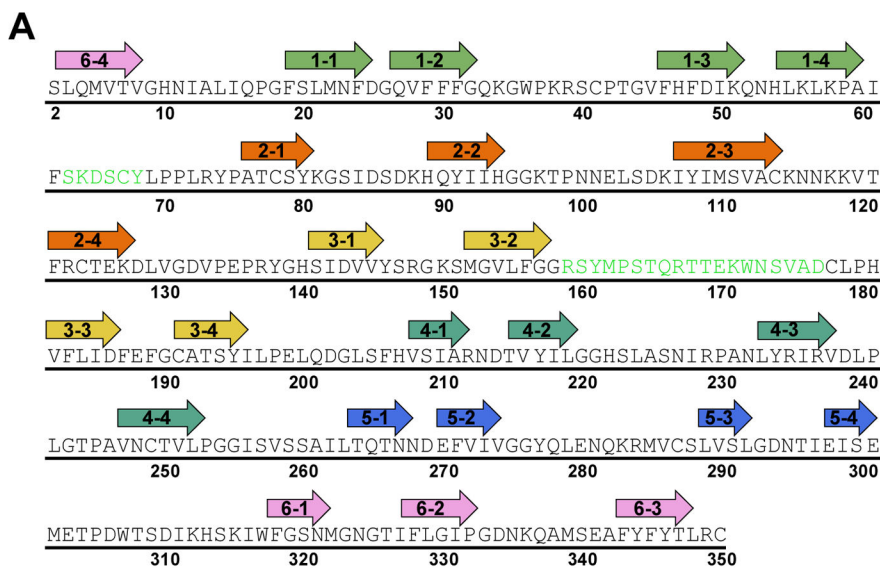 A
6-4 1-1 1-2 1-3 1-4
SLQMVTVGHNIALIQPGFSLMNFDGQVFFFGQKGWPKRSCPTGVFHFDIKQNHLKLKPAI
2 10 20 30 40 50 60
2-1 2-2 2-3
FSKDSCYLPPLRYPATCSYKGSIDSDKHQYIIHGGKTPNNELSDKIYIMSVACKNNKKVT
70 80 90 100 110 120
2-4 3-1 3-2
FRCTEKDLVGDVPEPRYGHSIDVVYSRGKSMGVLFGGRSYMPSTQRTTEKWNSVADCLPH
130 140 150 160 170 180
3-3 3-4 4-1 4-2 4-3
VFLIDFEFGCATSYILPELQDGLSFHVSIARNDTVYILGGHSLASNIRPANLYRIRVDLP
190 200 210 220 230 240
4-4 5-1 5-2 5-3 5-4
LGTPAVNCTVLPGGISVSSAILTQTNNDEFVIVGGYQLENQKRMVCSLVSLGDNTIEISE
250 260 270 280 290 300
6-1 6-2 6-3
METPDWTSDIKHSKIWFGSNMGNGTIFLGIPGDNKQAMSEAFYFYTLRC
310 320 330 340 350